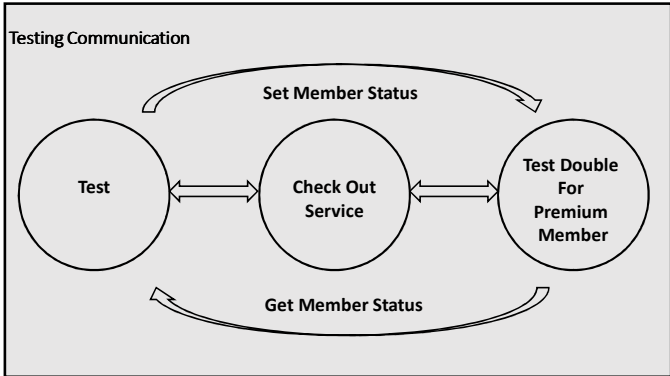 Testing Communication
Set Member Status
Test
Check Out
Service
Test Double
For
Premium
Member
Get Member Status